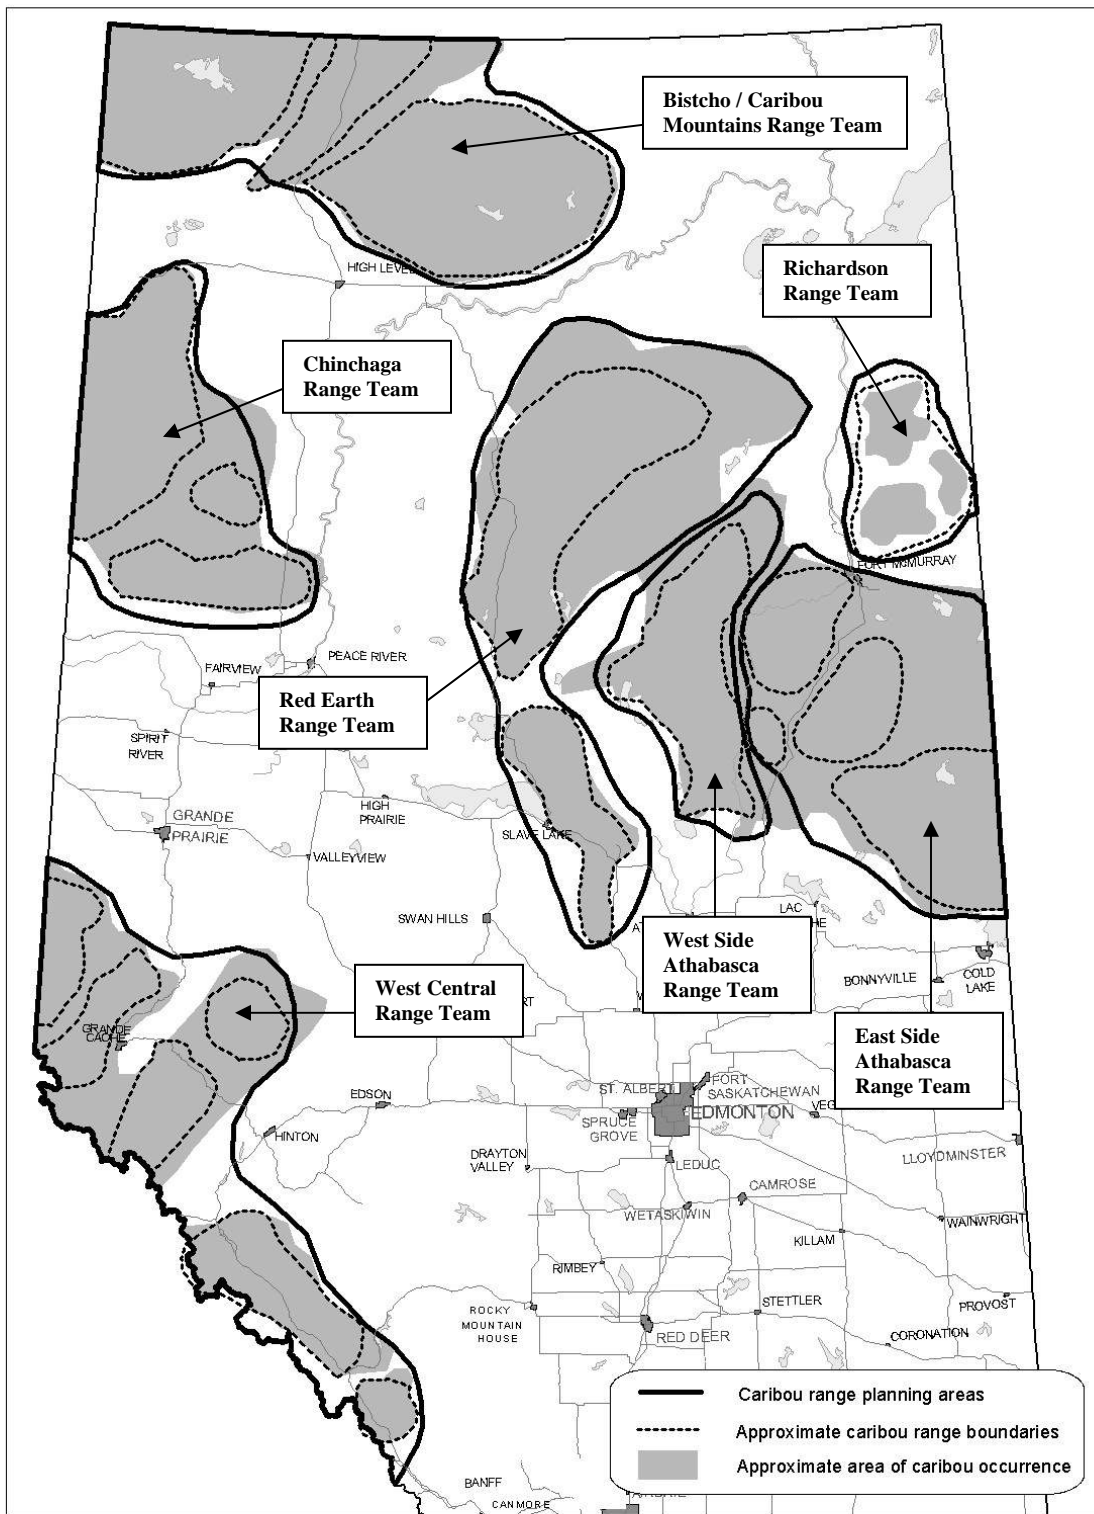 Bistcho / Caribou
Mountains Range Team
Richardson
Range Team
HIGH LEVEL
Chinchaga
Range Team
FORT MCMURRAY
PEACE RIVER
FAIRVIEW
Red Earth
Range Team
SPIRIT
RIVER
HIGH
PRAIRIE
GRANDE
PRAIRIE
SLAVE LAKE
VALLEYVIEW
SWAN HILLS
LAC
West Side
Athabasca
Range Team
BONNYVILLE
COLD
LAKE
West Central
Range Team
GRANDE
CACHE
East Side
Athabasca
Range Team
EDSON
ST. ALBERT
FORT
SASKATCHEWAN
EDMONTON
SPRUCE
GROVE
HINTON
DRAYTON
VALLEY
LEDUC
LLOYDMINSTER
CAMROSE
WETASKIWIN
WAINWRIGHT
KILLAM
RIMBEY
STETTLER
PROVOST
ROCKY
MOUNTAIN
HOUSE
RED DEER
CORONATION
Caribou range planning areas
Approximate caribou range boundaries
Approximate area of caribou occurrence
BANFF
CANMORE